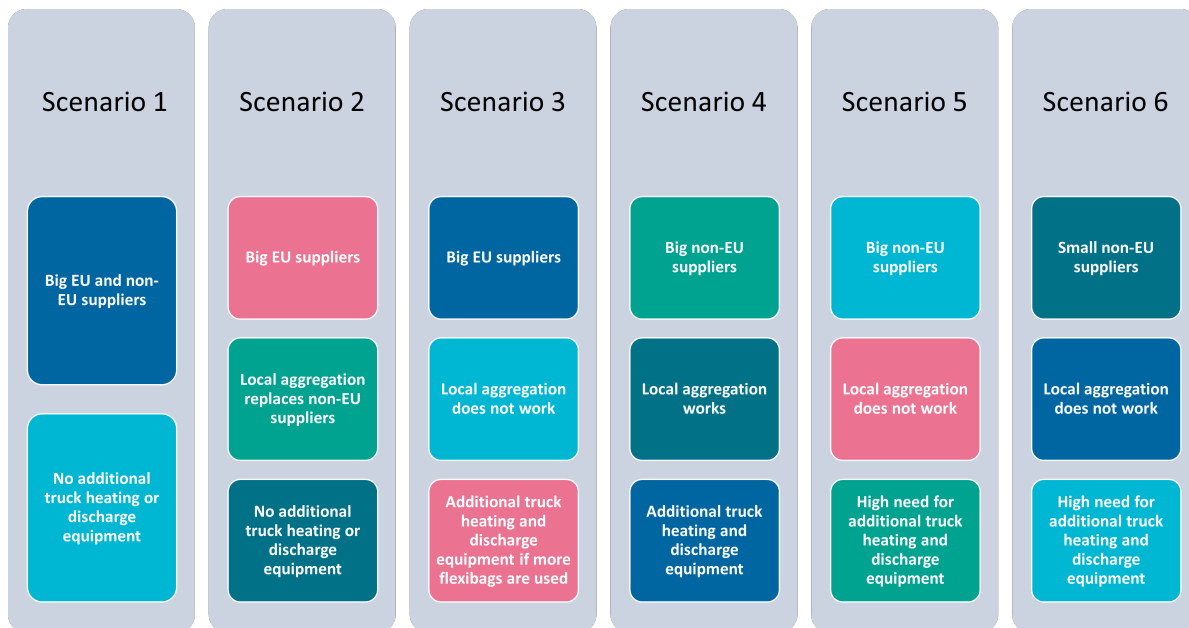 Scenario 1
Big EU and non-
EU suppliers
No additional
truck heating or
discharge
equipment
Scenario 2
Big EU suppliers
Local aggregation
replaces non-EU
suppliers
No additional
truck heating or
discharge
equipment
Scenario 3
Big EU suppliers
Local aggregation
does not work
Additional truck
heating and
discharge
equipment if more
flexibags are used
Scenario 4
Big non-EU
suppliers
Local aggregation
works
Additional truck
heating and
discharge
equipment
Scenario 5
Big non-EU
suppliers
Local aggregation
does not work
High need for
additional truck
heating and
discharge
equipment
Scenario 6
Small non-EU
suppliers
Local aggregation
does not work
High need for
additional truck
heating and
discharge
equipment